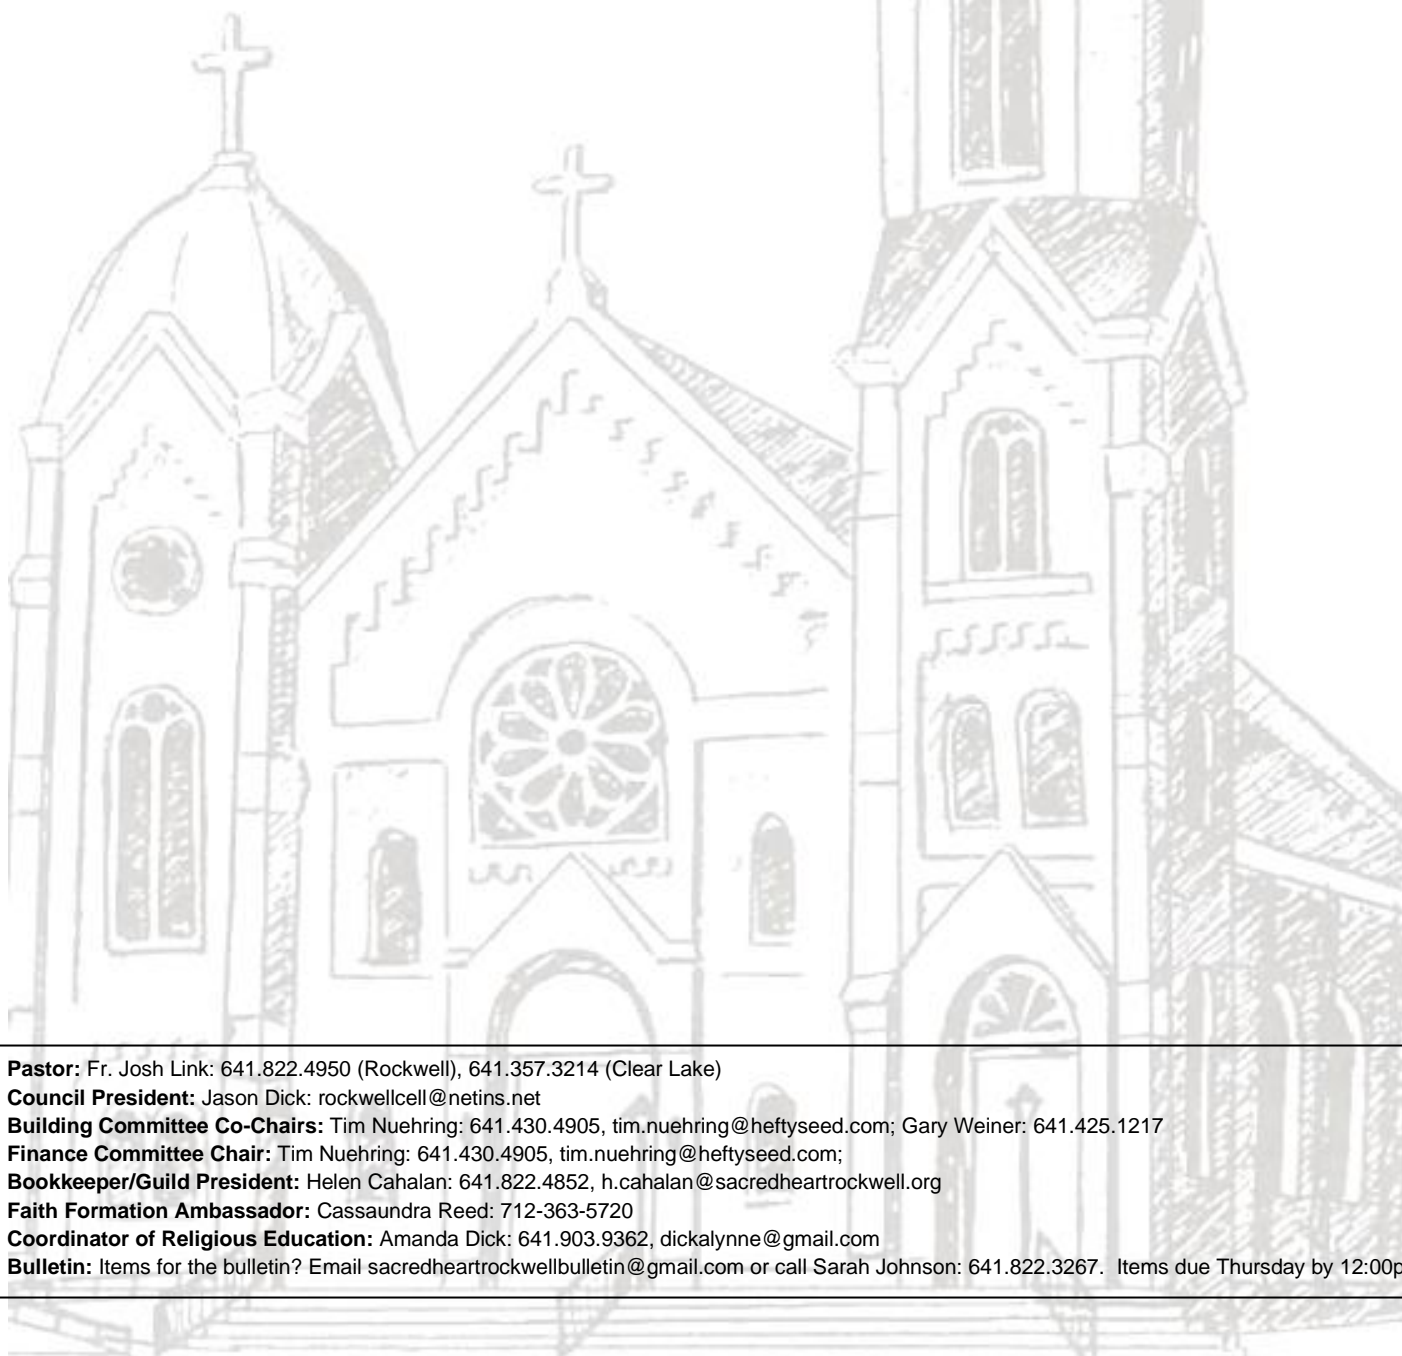 Pastor: Fr. Josh Link: 641.822.4950 (Rockwell), 641.357.3214 (Clear Lake)
Council President: Jason Dick: rockwellcell@netins.net
Building Committee Co-Chairs: Tim Nuehring: 641.430.4905, tim.nuehring@heftyseed.com; Gary Weiner: 641.425.1217
Finance Committee Chair: Tim Nuehring: 641.430.4905, tim.nuehring@heftyseed.com;
Bookkeeper/Guild President: Helen Cahalan: 641.822.4852, h.cahalan@sacredheartrockwell.org
Faith Formation Ambassador: Cassaundra Reed: 712-363-5720
Coordinator of Religious Education: Amanda Dick: 641.903.9362, dickalynne@gmail.com
Bulletin: Items for the bulletin? Email sacredheartrockwellbulletin@gmail.com or call Sarah Johnson: 641.822.3267.  Items due Thursday by 12:00p